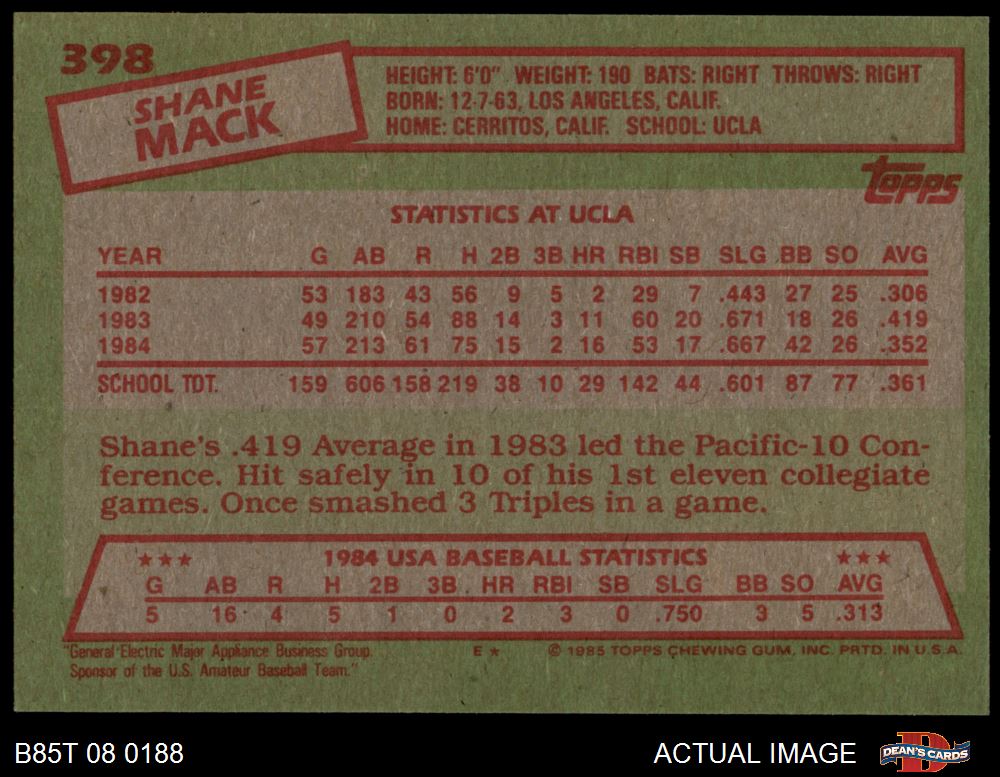 398
SHANE
MACK
HEIGHT: 6'0" WEIGHT: 190 BATS: RIGHT THROWS: RIGHT
BORN: 12-7-63, LOS ANGELES, CALIF.
HOME: CERRITOS, CALIF. SCHOOL: UCLA
topps
STATISTICS AT UCLA
YEAR G AB R H 2B 3B HR RBI SB SLG BB SO AVG
1982 53 183 43 56 9 5 2 29 7 .443 27 25 .306
1983 49 210 54 88 14 3 11 60 20 .671 18 26 .419
1984 57 213 61 75 15 2 16 53 17 .667 42 26 .352
SCHOOL TOT. 159 606 158 219 38 10 29 142 44 .601 87 77 .361
Shane's .419 Average in 1983 led the Pacific-10 Con-
ference. Hit safely in 10 of his 1st eleven collegiate
games. Once smashed 3 Triples in a game.
★★★ 1984 USA BASEBALL STATISTICS ★★★
G AB R H 2B 3B HR RBI SB SLG BB SO AVG
5 16 4 5 1 0 2 3 0 .750 3 5 .313
"General Electric Major Appliance Business Group. E★ © 1985 TOPPS CHEWING GUM, INC. PRTD. IN U.S.A.
Sponsor of the U.S. Amateur Baseball Team."
B85T 08 0188 ACTUAL IMAGE DEAN'S CARDS